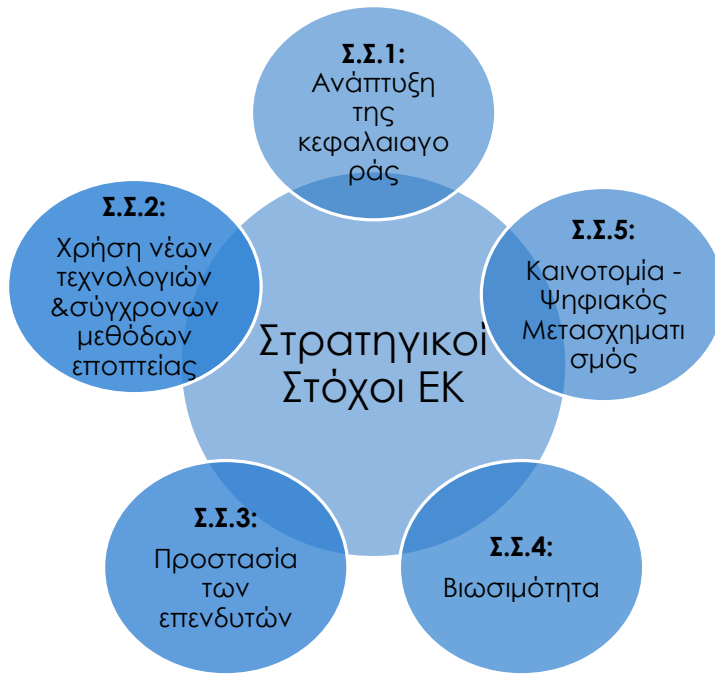 Σ.Σ.1:
Ανάπτυξη
της
κεφαλαιαγο
ράς
Σ.Σ.2:
Χρήση νέων
τεχνολογιών
&σύγχρονων
μεθόδων
εποπτείας
Σ.Σ.5:
Καινοτομία -
Ψηφιακός
Μετασχηματι
σμός
Στρατηγικοί
Στόχοι ΕΚ
Σ.Σ.3:
Προστασία
των
επενδυτών
Σ.Σ.4:
Βιωσιμότητα